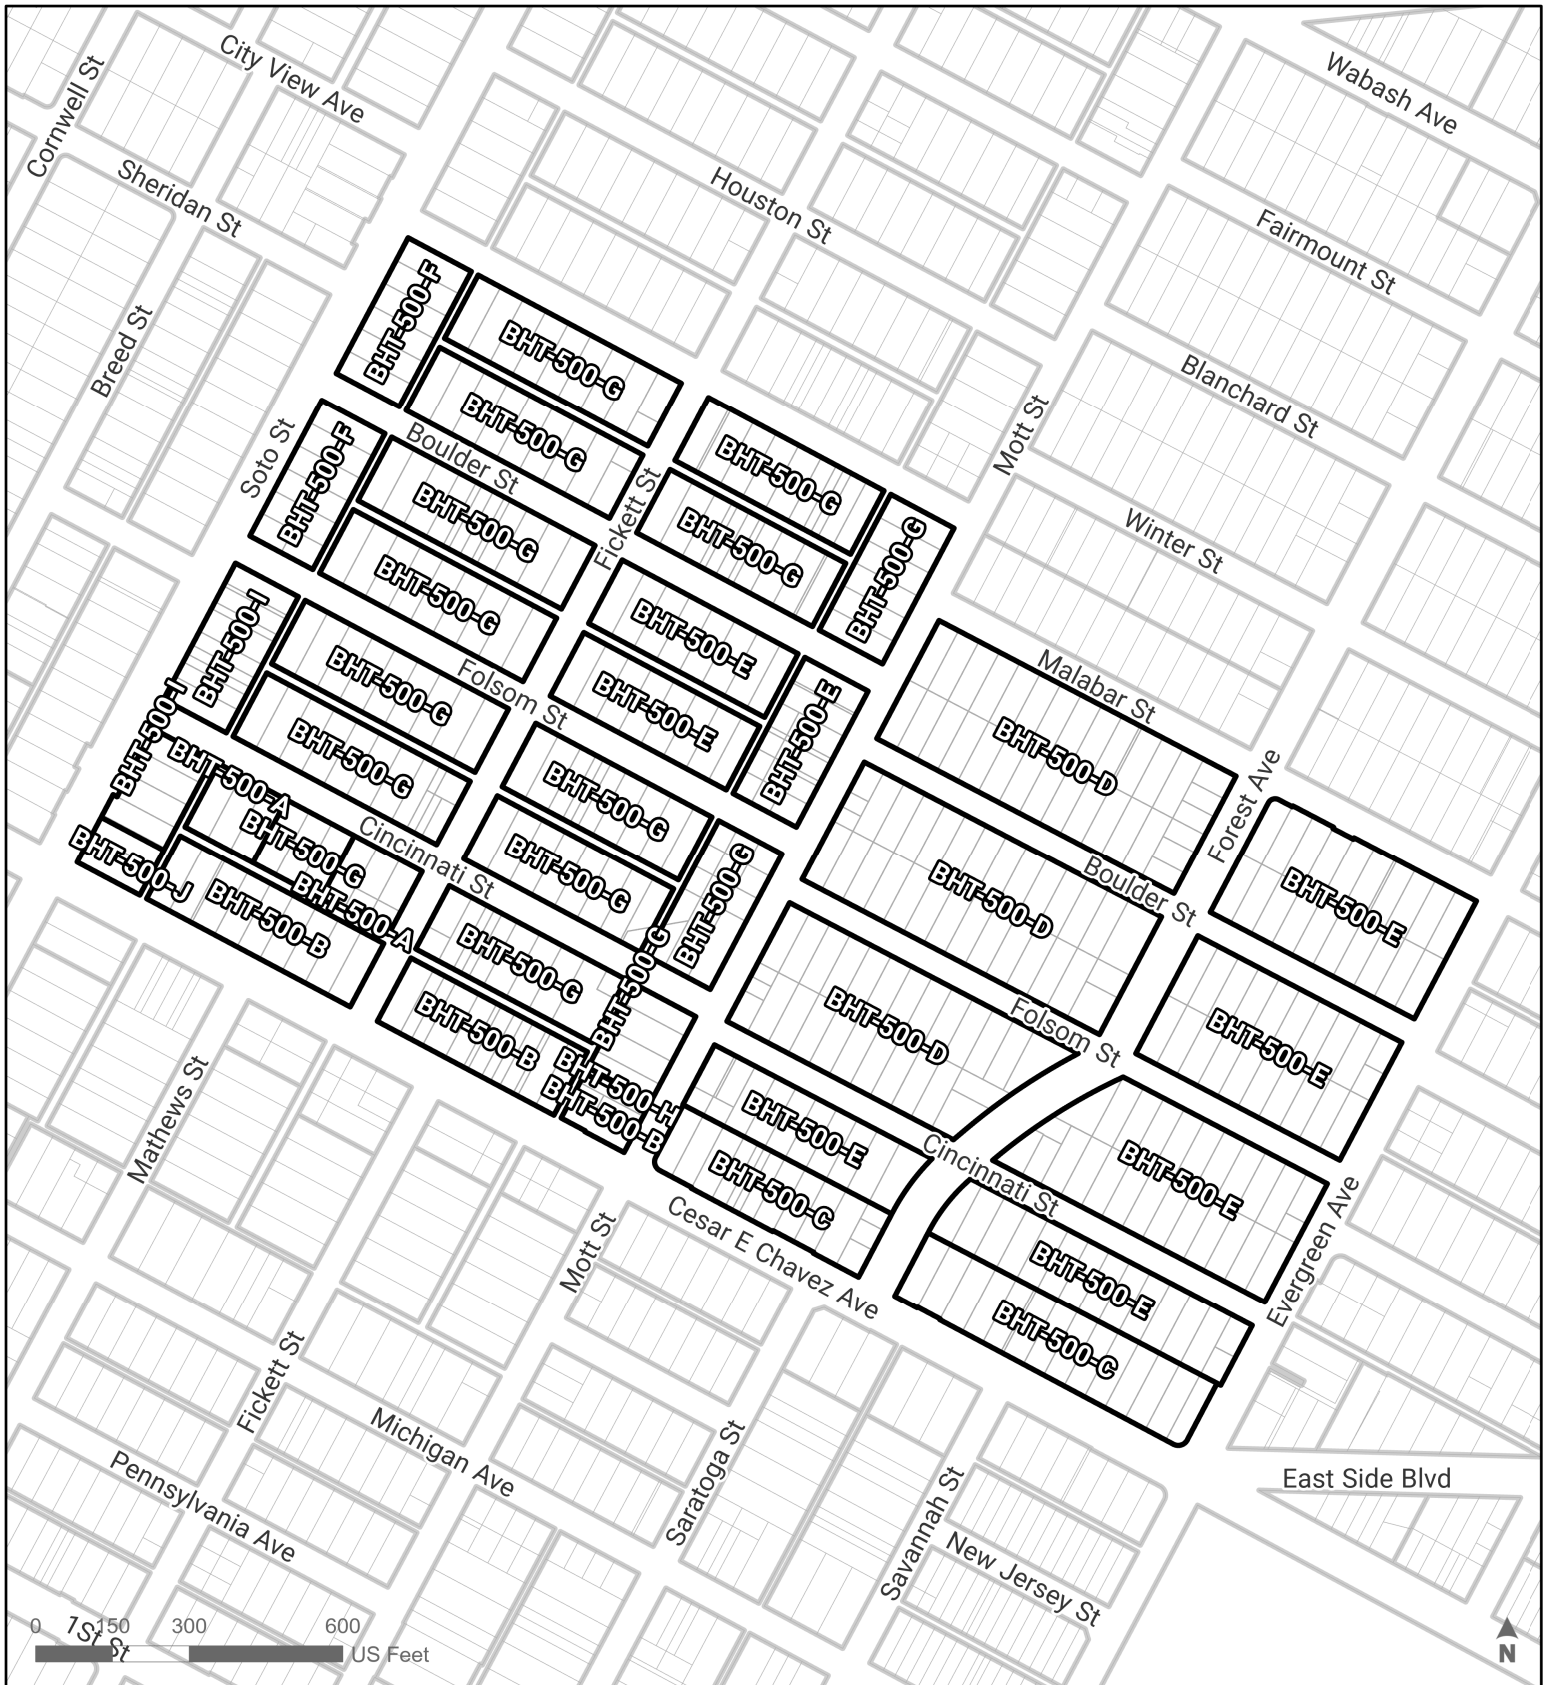 City View Ave
Wabash Ave
Cornwell St
Sheridan St
Houston St
Fairmount St
BHT-500-F
Breed St
BHT-500-G
Blanchard St
BHT-500-G
Mott St
Boulder St
Soto St
BHT-500-F
BHT-500-G
BHT-500-G
Fickett St
BHT-500-G
Winter St
BHT-500-G
BHT-500-G
BHT-500-I
BHT-500-E
BHT-500-G
Folsom St
Malabar St
BHT-500-E
BHT-500-E
BHT-500-I
BHT-500-G
BHT-500-D
BHT-500-A
BHT-500-G
Forest Ave
BHT-500-G
Cincinnati St
BHT-500-J
BHT-500-G
BHT-500-G
BHT-500-D
Boulder St
BHT-500-E
BHT-500-B
BHT-500-A
BHT-500-G
BHT-500-G
BHT-500-B
BHT-500-D
Folsom St
BHT-500-E
Mathews St
BHT-500-H
BHT-500-B
BHT-500-E
Cincinnati St
BHT-500-E
BHT-500-C
Mott St
Cesar E Chavez Ave
BHT-500-E
Evergreen Ave
BHT-500-C
Fickett St
Michigan Ave
Saratoga St
East Side Blvd
Pennsylvania Ave
Savannah St
New Jersey St
1St St
0 150 300 600
US Feet
N